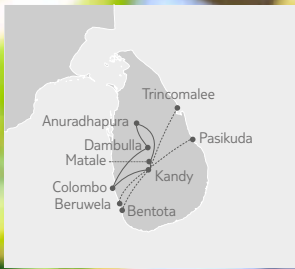 Trincomalee
Anuradhapura
Pasikuda
Dambulla
Matale
Kandy
Colombo
Beruwela
Bentota